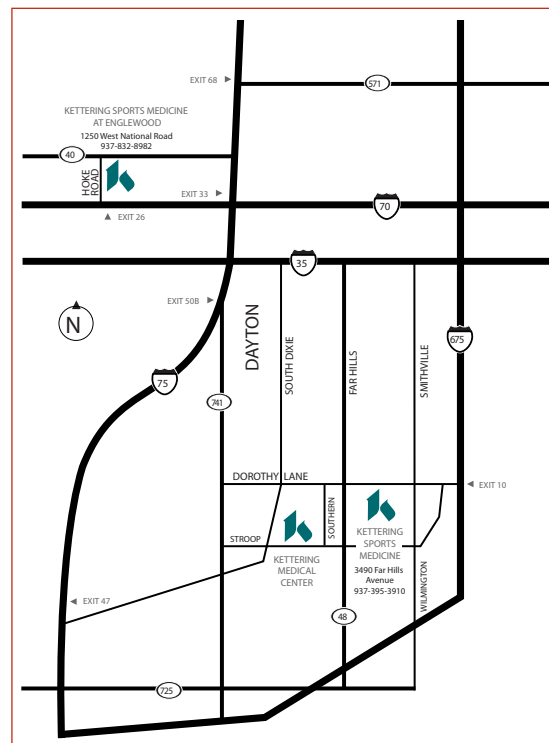 EXIT 68
571
KETTERING SPORTS MEDICINE
AT ENGLEWOOD
1250 West National Road
937-832-8982
40
HOKE
ROAD
EXIT 33
70
EXIT 26
35
EXIT 50B
N
DAYTON
SOUTH DIXIE
FAR HILLS
SMITHVILLE
675
75
741
DOROTHY LANE
EXIT 10
SOUTHERN
KETTERING
SPORTS
MEDICINE
STROOP
KETTERING
MEDICAL
CENTER
3490 Far Hills
Avenue
937-395-3910
WILMINGTON
EXIT 47
48
725